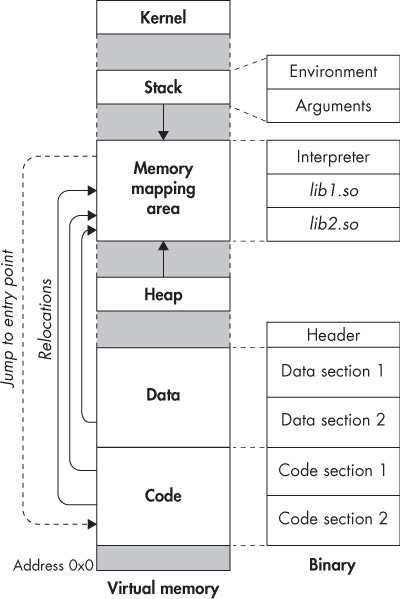 Kernel
Stack
Environment
Arguments
Memory
mapping
area
Interpreter
lib1.so
lib2.so
Heap
Jump to entry point
Relocations
Header
Data
Data section 1
Data section 2
Code
Code section 1
Code section 2
Address 0x0
Virtual memory
Binary